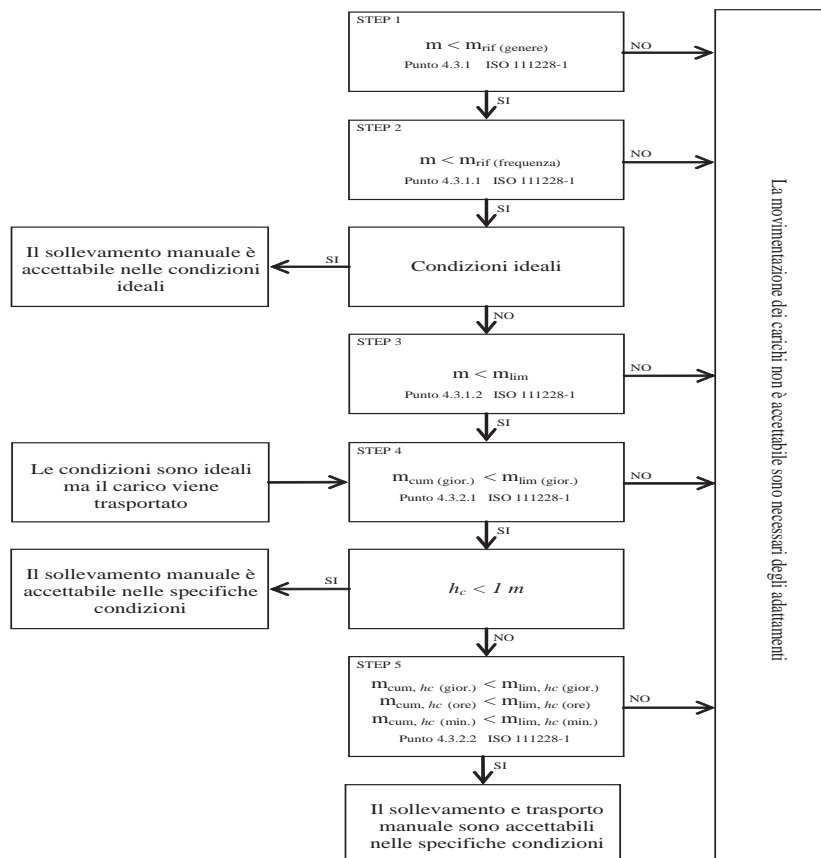 STEP 1
m < mrif (genere)
Punto 4.3.1 ISO 111228-1
NO
SI
STEP 2
m < mrif (frequenza)
Punto 4.3.1.1 ISO 111228-1
NO
SI
Il sollevamento manuale è
accettabile nelle condizioni
ideali
SI
Condizioni ideali
NO
STEP 3
m < mlim
Punto 4.3.1.2 ISO 111228-1
NO
SI
Le condizioni sono ideali
ma il carico viene
trasportato
STEP 4
mcum (gior.) < mlim (gior.)
Punto 4.3.2.1 ISO 111228-1
NO
SI
Il sollevamento manuale è
accettabile nelle specifiche
condizioni
SI
hc < 1 m
NO
STEP 5
mcum, hc (gior.) < mlim, hc (gior.)
mcum, hc (ore) < mlim, hc (ore)
mcum, hc (min.) < mlim, hc (min.)
Punto 4.3.2.2 ISO 111228-1
NO
SI
Il sollevamento e trasporto
manuale sono accettabili
nelle specifiche condizioni
La movimentazione dei carichi non è accettabile sono necessari degli adattamenti